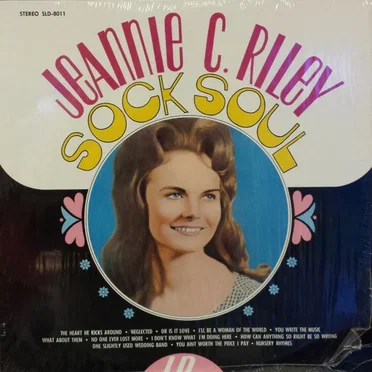 STEREO SLD-8011
JEANNIE C. RILEY
SOCK SOUL
THE HEART HE KICKS AROUND • NEGLECTED • OR IS IT LOVE • I'LL BE A WOMAN OF THE WORLD • YOU WRITE THE MUSIC
WHAT ABOUT THEM • NO ONE EVER LOST MORE • I DON'T KNOW WHAT I'M DOING HERE • HOW CAN ANYTHING SO RIGHT BE SO WRONG
ONE SLIGHTLY USED WEDDING BAND • YOU AINT WORTH THE PRICE I PAY • NURSERY RHYMES